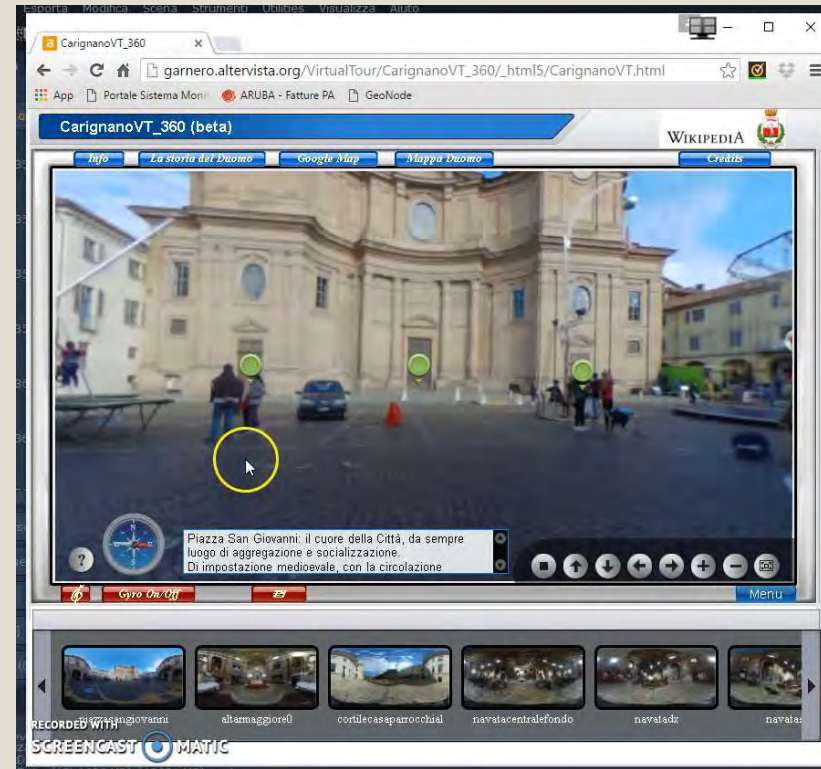 Esporta Modifica Scena Strumenti Utilities Visualizza Aiuto
CarignanoVT_360
garnero.altervista.org/VirtualTour/CarignanoVT_360/_html5/CarignanoVT.html
App Portale Sistema ARUBA - Fatture PA GeoNode
CarignanoVT_360 (beta)
WIKIPEDIA
Info La storia del Duomo Google Map Mappa Duomo Credits
Piazza San Giovanni: il cuore della Città, da sempre
luogo di aggregazione e socializzazione.
Di impostazione medioevale, con la circolazione
?
Gyro On/Off
Menu
piazzasangiovanni altarmaggiore0 cortilecasaparrocchial navatacentralefondo navatadx
RECORDED WITH
SCREENCAST MATIC